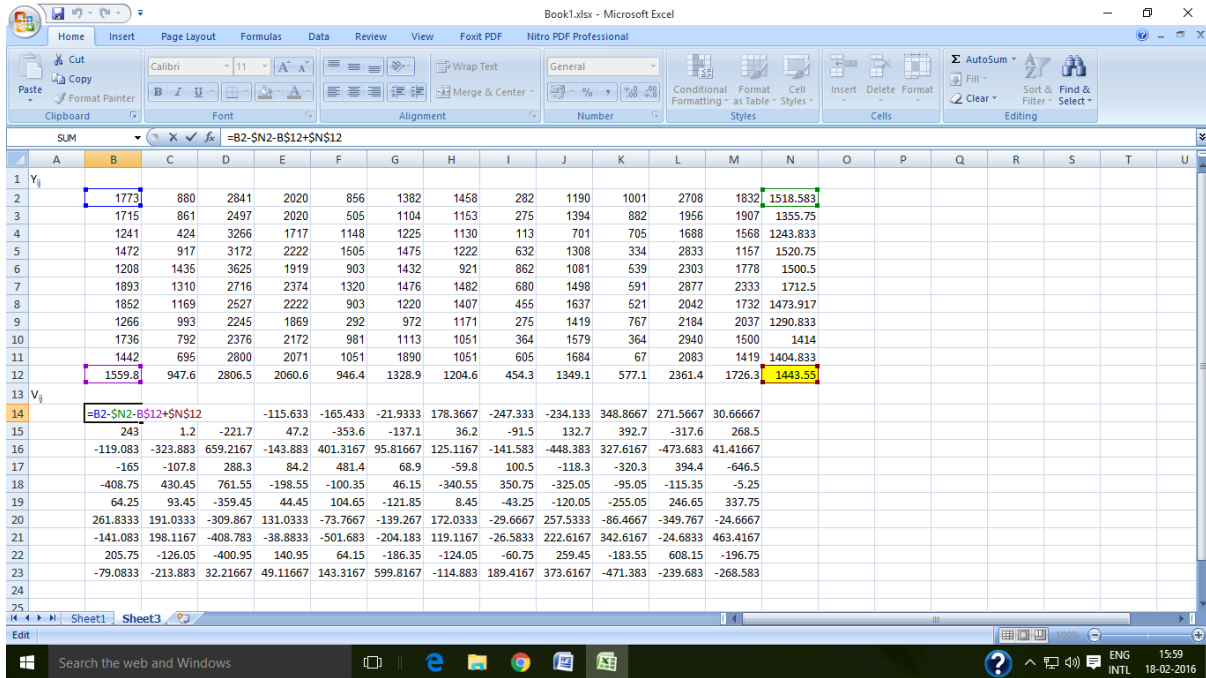 Book1.xlsx - Microsoft Excel
Home Insert Page Layout Formulas Data Review View Foxit PDF Nitro PDF Professional
Paste
Cut
Copy
Format Painter
Clipboard
Calibri 11
B I U
Font
Wrap Text
Merge & Center
Alignment
General
% ,
Number
Conditional Formatting
Format as Table
Cell Styles
Styles
Insert Delete Format
Cells
Σ AutoSum
Fill
Clear
Sort & Filter
Find & Select
Editing
SUM fx =B2-$N2-B$12+$N$12
A B C D E F G H I J K L M N O P Q R S T U
1 Yij
2 1773 880 2841 2020 856 1382 1458 282 1190 1001 2708 1832 1518.583
3 1715 861 2497 2020 505 1104 1153 275 1394 882 1956 1907 1355.75
4 1241 424 3266 1717 1148 1225 1130 113 701 705 1688 1568 1243.833
5 1472 917 3172 2222 1505 1475 1222 632 1308 334 2833 1157 1520.75
6 1208 1435 3625 1919 903 1432 921 862 1081 539 2303 1778 1500.5
7 1893 1310 2716 2374 1320 1476 1482 680 1498 591 2877 2333 1712.5
8 1852 1169 2527 2222 903 1220 1407 455 1637 521 2042 1732 1473.917
9 1266 993 2245 1869 292 972 1171 275 1419 767 2184 2037 1290.833
10 1736 792 2376 2172 981 1113 1051 364 1579 364 2940 1500 1414
11 1442 695 2800 2071 1051 1890 1051 605 1684 67 2083 1419 1404.833
12 1559.8 947.6 2806.5 2060.6 946.4 1328.9 1204.6 454.3 1349.1 577.1 2361.4 1726.3 1443.55
13 Vij
14 =B2-$N2-B$12+$N$12 -115.633 -165.433 -21.9333 178.3667 -247.333 -234.133 348.8667 271.5667 30.66667
15 243 1.2 -221.7 47.2 -353.6 -137.1 36.2 -91.5 132.7 392.7 -317.6 268.5
16 -119.083 -323.883 659.2167 -143.883 401.3167 95.81667 125.1167 -141.583 -448.383 327.6167 -473.683 41.41667
17 -165 -107.8 288.3 84.2 481.4 68.9 -59.8 100.5 -118.3 -320.3 394.4 -646.5
18 -408.75 430.45 761.55 -198.55 -100.35 46.15 -340.55 350.75 -325.05 -95.05 -115.35 -5.25
19 64.25 93.45 -359.45 44.45 104.65 -121.85 8.45 -43.25 -120.05 -255.05 246.65 337.75
20 261.8333 191.0333 -309.867 131.0333 -73.7667 -139.267 172.0333 -29.6667 257.5333 -86.4667 -349.767 -24.6667
21 -141.083 198.1167 -408.783 -38.8833 -501.683 -204.183 119.1167 -26.5833 222.6167 342.6167 -24.6833 463.4167
22 205.75 -126.05 -400.95 140.95 64.15 -186.35 -124.05 -60.75 259.45 -183.55 608.15 -196.75
23 -79.0833 -213.883 32.21667 49.11667 143.3167 599.8167 -114.883 189.4167 373.6167 -471.383 -239.683 -268.583
24
25
Sheet1 Sheet3
Edit 100%
Search the web and Windows
ENG
INTL
15:59
18-02-2016